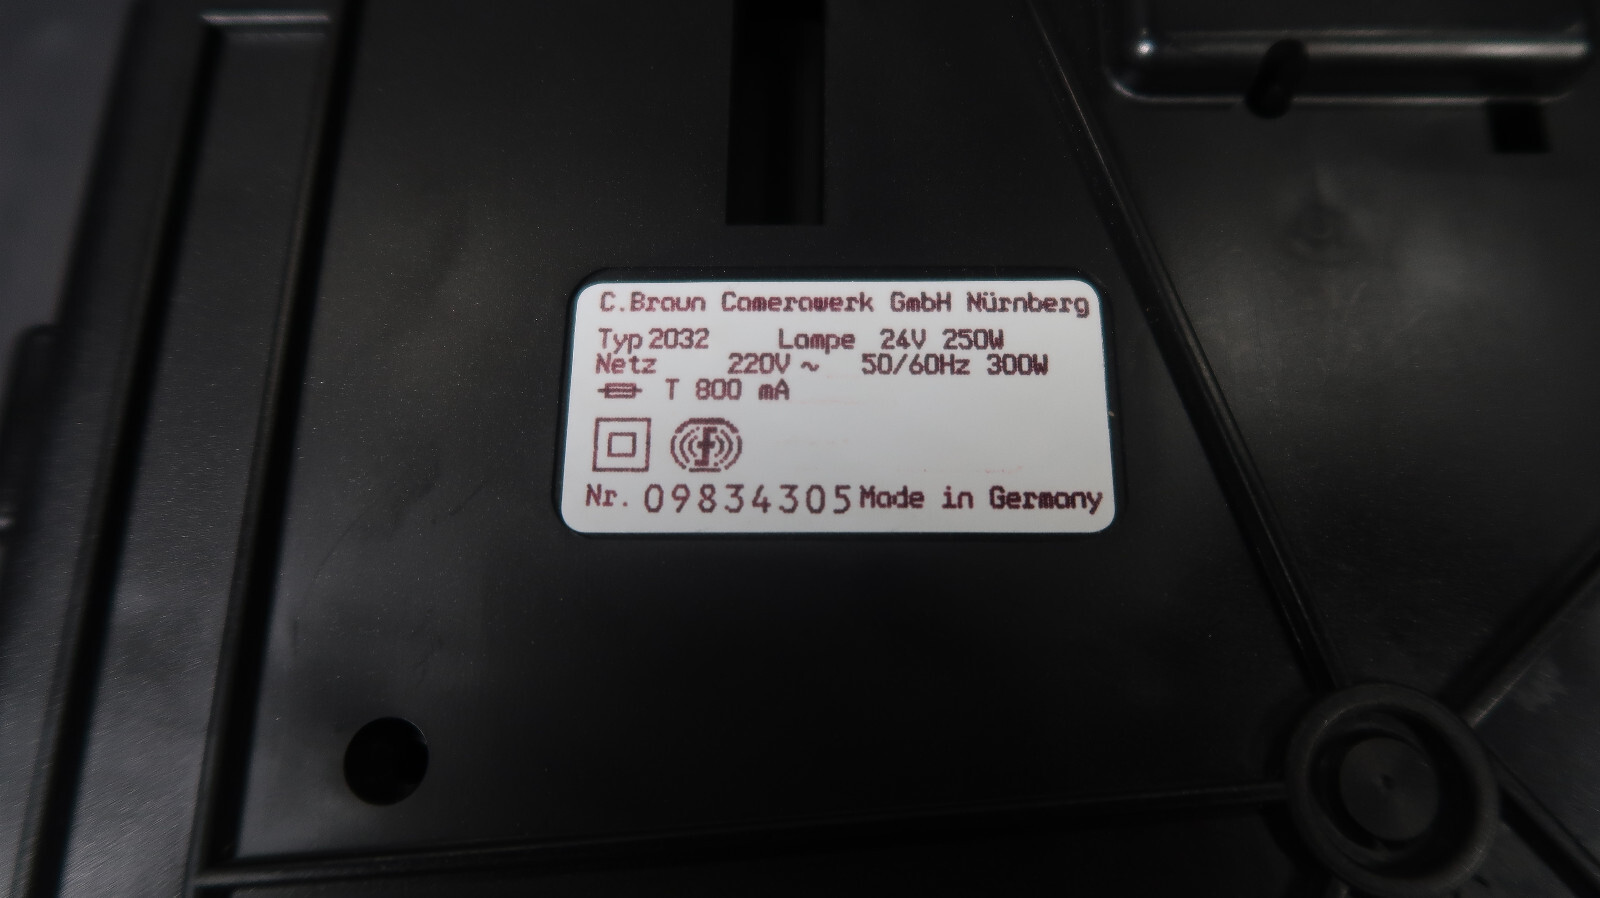 C.Braun Camerawerk GmbH Nürnberg
Typ 2032 Lampe 24V 250W
Netz 220V ~ 50/60Hz 300W
T 800 mA
Nr. 09834305 Made in Germany